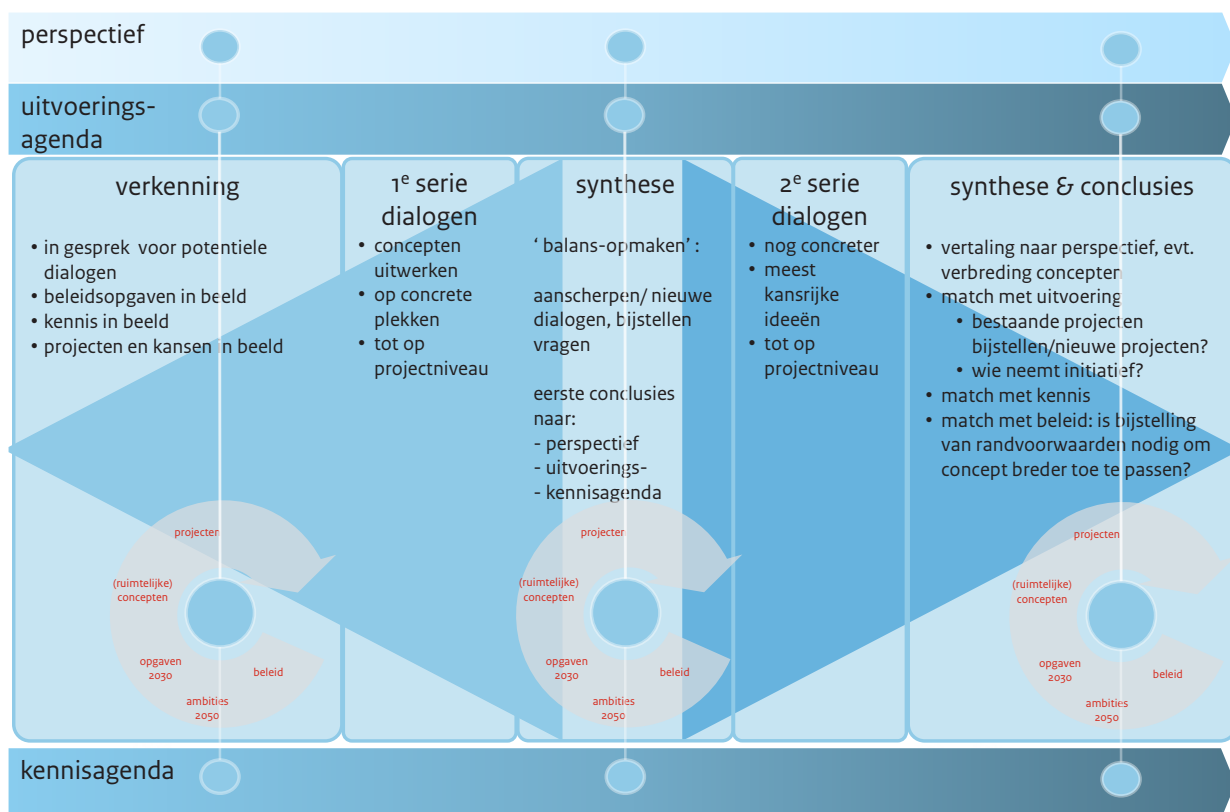 perspectief
uitvoerings-
agenda
verkenning
• in gesprek voor potentiele
dialogen
• beleidsopgaven in beeld
• kennis in beeld
• projecten en kansen in beeld
1e serie
dialogen
• concepten
uitwerken
• op concrete
plekken
• tot op
projectniveau
synthese
‘ balans-opmaken’ :
aanscherpen/ nieuwe
dialogen, bijstellen
vragen
eerste conclusies
naar:
- perspectief
- uitvoerings-
- kennisagenda
2e serie
dialogen
• nog concreter
• meest
kansrijke
ideeën
• tot op
projectniveau
synthese & conclusies
• vertaling naar perspectief, evt.
verbreding concepten
• match met uitvoering
• bestaande projecten
bijstellen/nieuwe projecten?
• wie neemt initiatief?
• match met kennis
• match met beleid: is bijstelling
van randvoorwaarden nodig om
concept breder toe te passen?
projecten
(ruimtelijke)
concepten
opgaven
2030
beleid
ambities
2050
projecten
(ruimtelijke)
concepten
opgaven
2030
beleid
ambities
2050
projecten
(ruimtelijke)
concepten
opgaven
2030
beleid
ambities
2050
kennisagenda